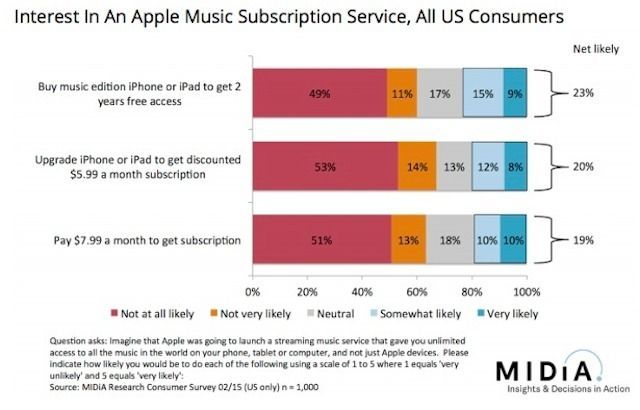 Interest In An Apple Music Subscription Service, All US Consumers
Net likely
Buy music edition iPhone or iPad to get 2
years free access
49% 11% 17% 15% 9% 23%
Upgrade iPhone or iPad to get discounted
$5.99 a month subscription
53% 14% 13% 12% 8% 20%
Pay $7.99 a month to get subscription
51% 13% 18% 10% 10% 19%
0% 20% 40% 60% 80% 100%
Not at all likely Not very likely Neutral Somewhat likely Very likely
Question asks: Imagine that Apple was going to launch a streaming music service that gave you unlimited
access to all the music in the world on your phone, tablet or computer, and not just Apple devices. Please
indicate how likely you would be to do each of the following using a scale of 1 to 5 where 1 equals 'very
unlikely' and 5 equals 'very likely':
Source: MIDiA Research Consumer Survey 02/15 (US only) n = 1,000
MIDiA
Insights & Decisions in Action